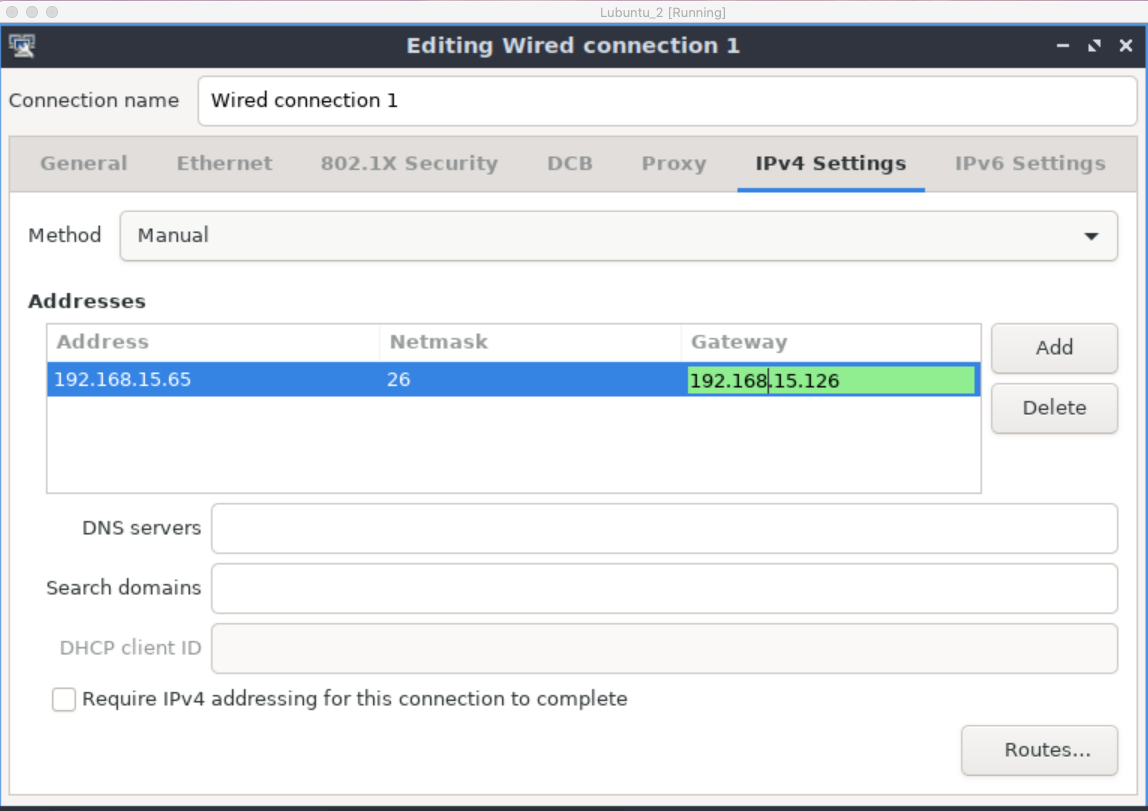 Lubuntu_2 [Running]
Editing Wired connection 1
Connection name Wired connection 1
General Ethernet 802.1X Security DCB Proxy IPv4 Settings IPv6 Settings
Method Manual
Addresses
Address Netmask Gateway
192.168.15.65 26 192.168.15.126
Add
Delete
DNS servers
Search domains
DHCP client ID
Require IPv4 addressing for this connection to complete
Routes...